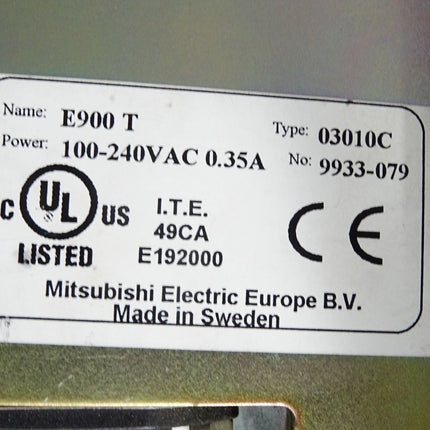 Name: E900 T Type: 03010C
Power: 100-240VAC 0.35A No: 9933-079
C UL US I.T.E. CE
49CA
LISTED E192000
Mitsubishi Electric Europe B.V.
Made in Sweden